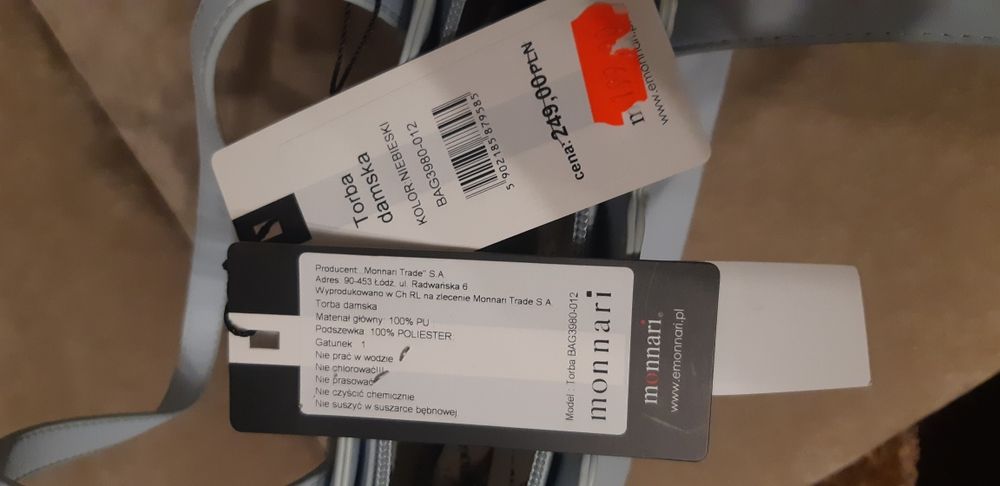 Torba
damska
KOLOR:NIEBIESKI
BAG3980-012
5 902185 879585
cena: 249,00PLN
www.emonnari.pl
Producent: „Monnari Trade" S.A.
Adres: 90-453 Łódź, ul. Radwańska 6
Wyprodukowano w Ch RL na zlecenie Monnari Trade S.A.
Torba damska
Materiał główny: 100% PU
Podszewka: 100% POLIESTER
Gatunek 1
Nie prać w wodzie
Nie chlorować!!!
Nie prasować
Nie czyścić chemicznie
Nie suszyć w suszarce bębnowej.
Model : Torba BAG3980-012
monnari
monnari®
www.emonnari.pl